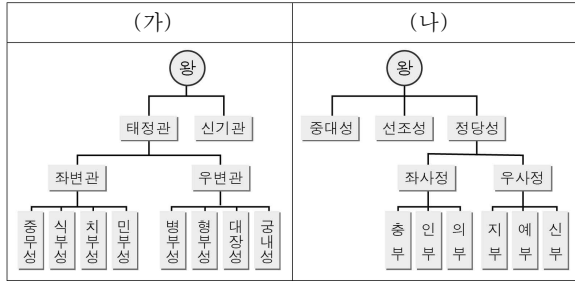 (가)
(나)
왕
태정관 신기관
좌변관 우변관
중무성 식부성 치부성 민부성 병부성 형부성 대장성 궁내성
왕
중대성 선조성 정당성
좌사정 우사정
충부 인부 의부 지부 예부 신부